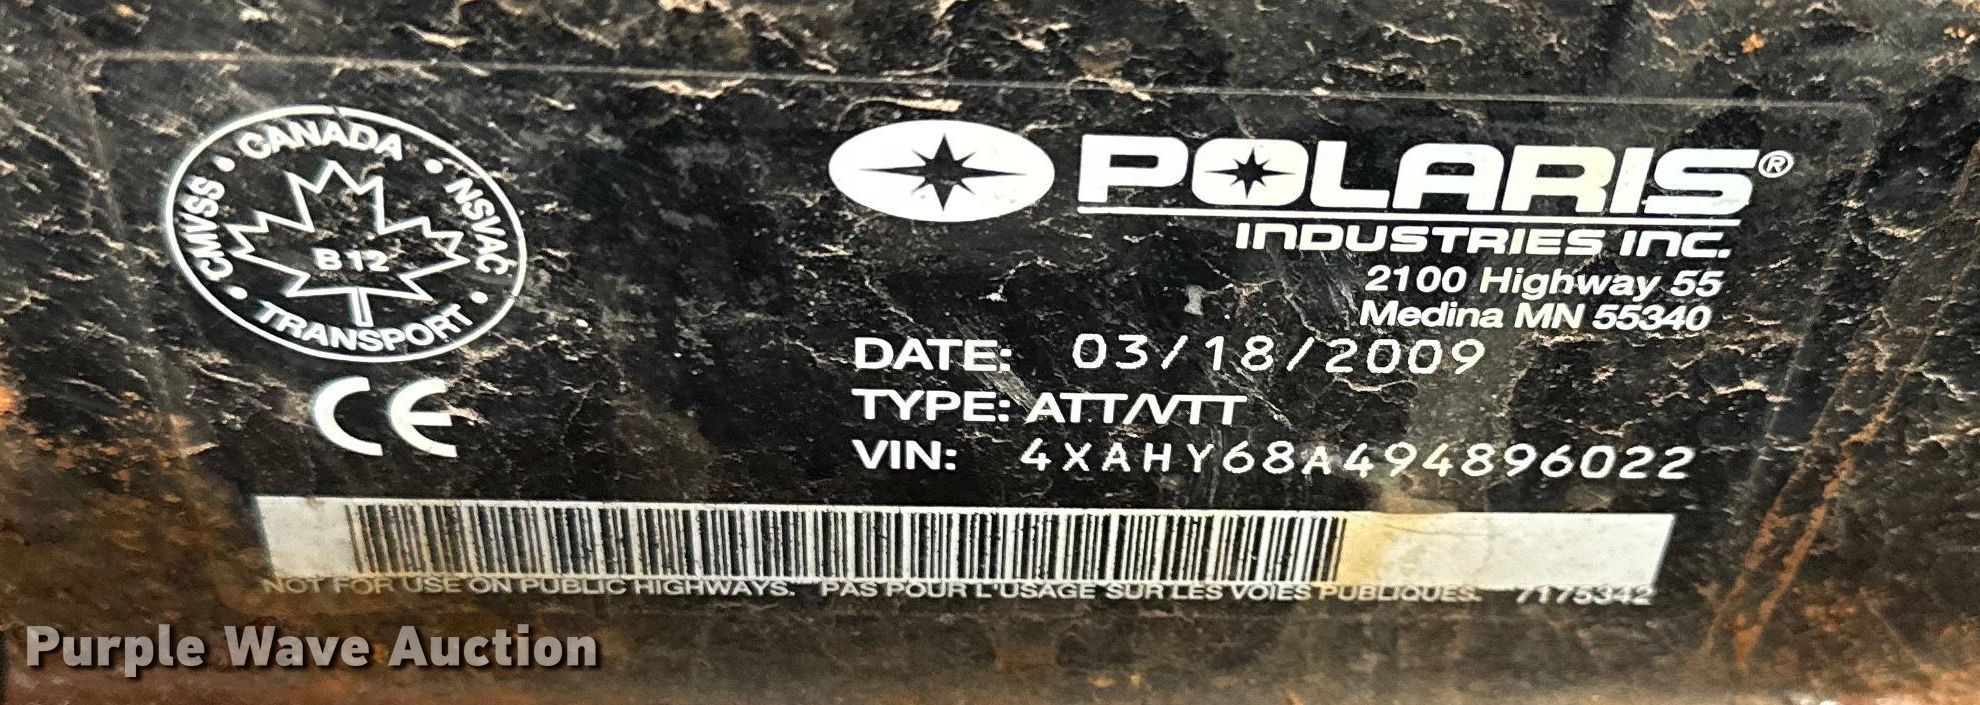 CANADA
CMVSS · NSVAC
B12
TRANSPORT
CE
POLARIS®
INDUSTRIES INC.
2100 Highway 55
Medina MN 55340
DATE: 03/18/2009
TYPE: ATT/VTT
VIN: 4XAHY68A494896022
NOT FOR USE ON PUBLIC HIGHWAYS. PAS POUR L'USAGE SUR LES VOIES PUBLIQUES. 7175342
Purple Wave Auction